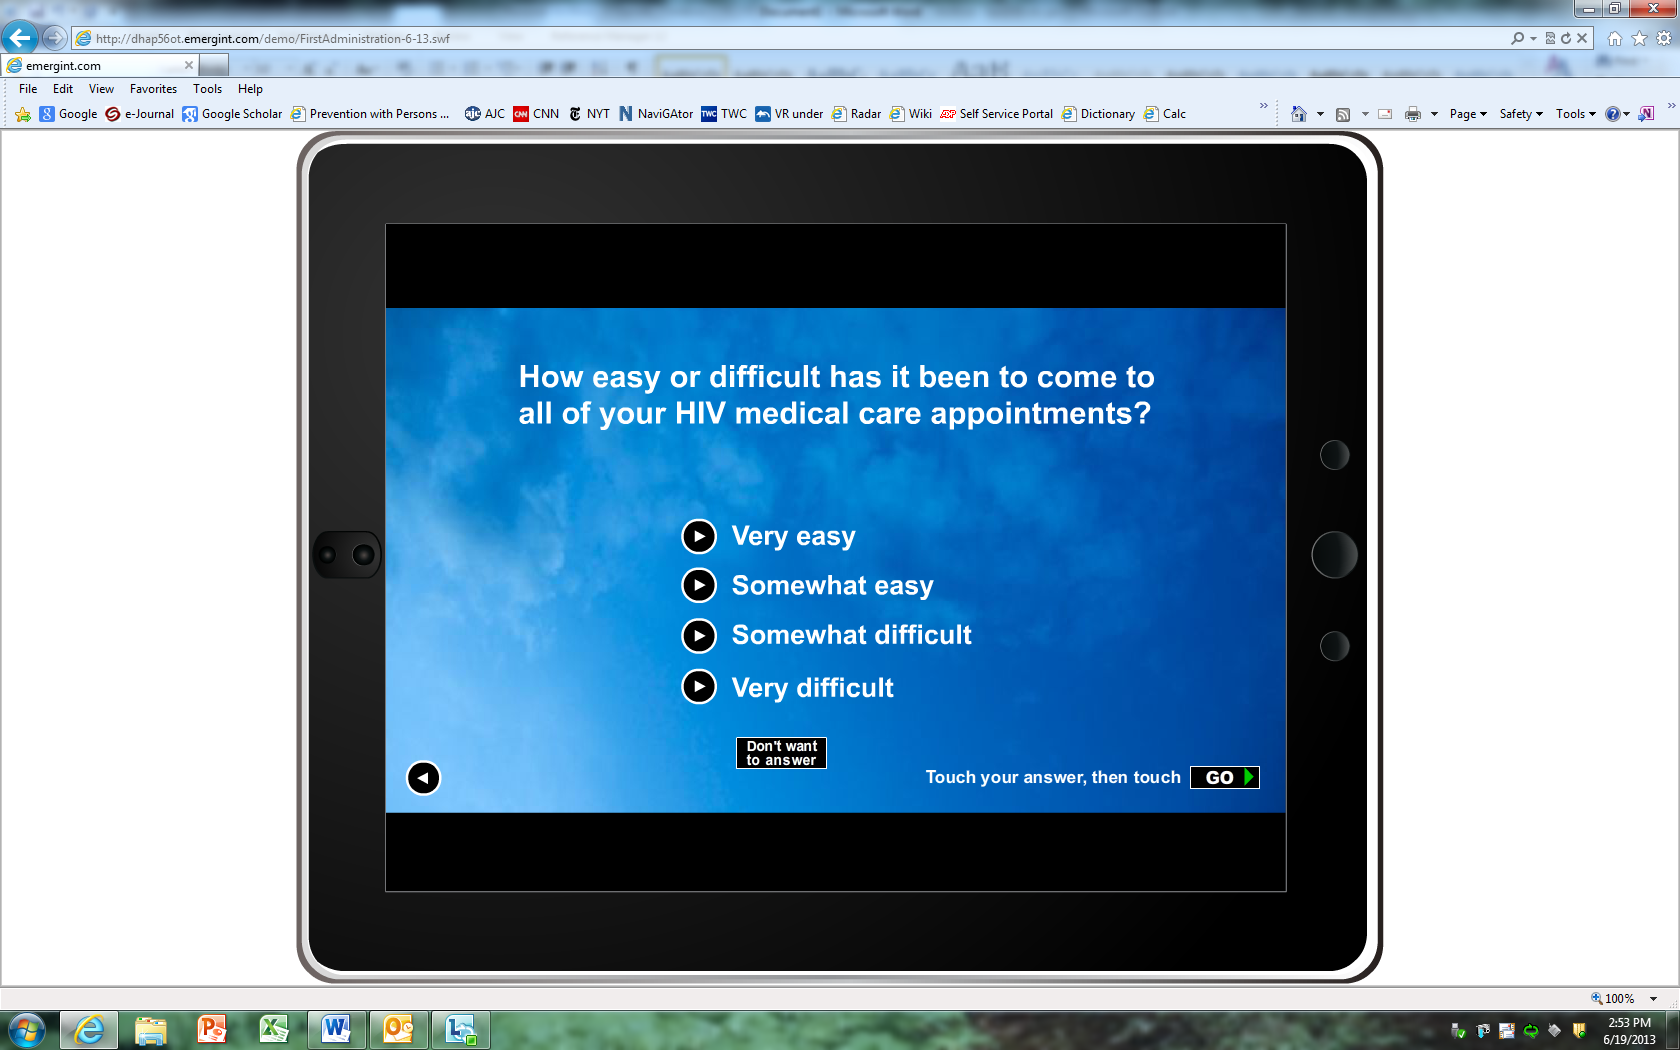 http://dhap56ot.emergint.com/demo/FirstAdministration-6-13.swf
emergint.com
File Edit View Favorites Tools Help
Google e-Journal Google Scholar Prevention with Persons ... AJC CNN NYT NaviGAtor TWC VR under Radar Wiki Self Service Portal Dictionary Calc Page Safety Tools
How easy or difficult has it been to come to
all of your HIV medical care appointments?
Very easy
Somewhat easy
Somewhat difficult
Very difficult
Don't want
to answer
Touch your answer, then touch GO
100%
2:53 PM
6/19/2013